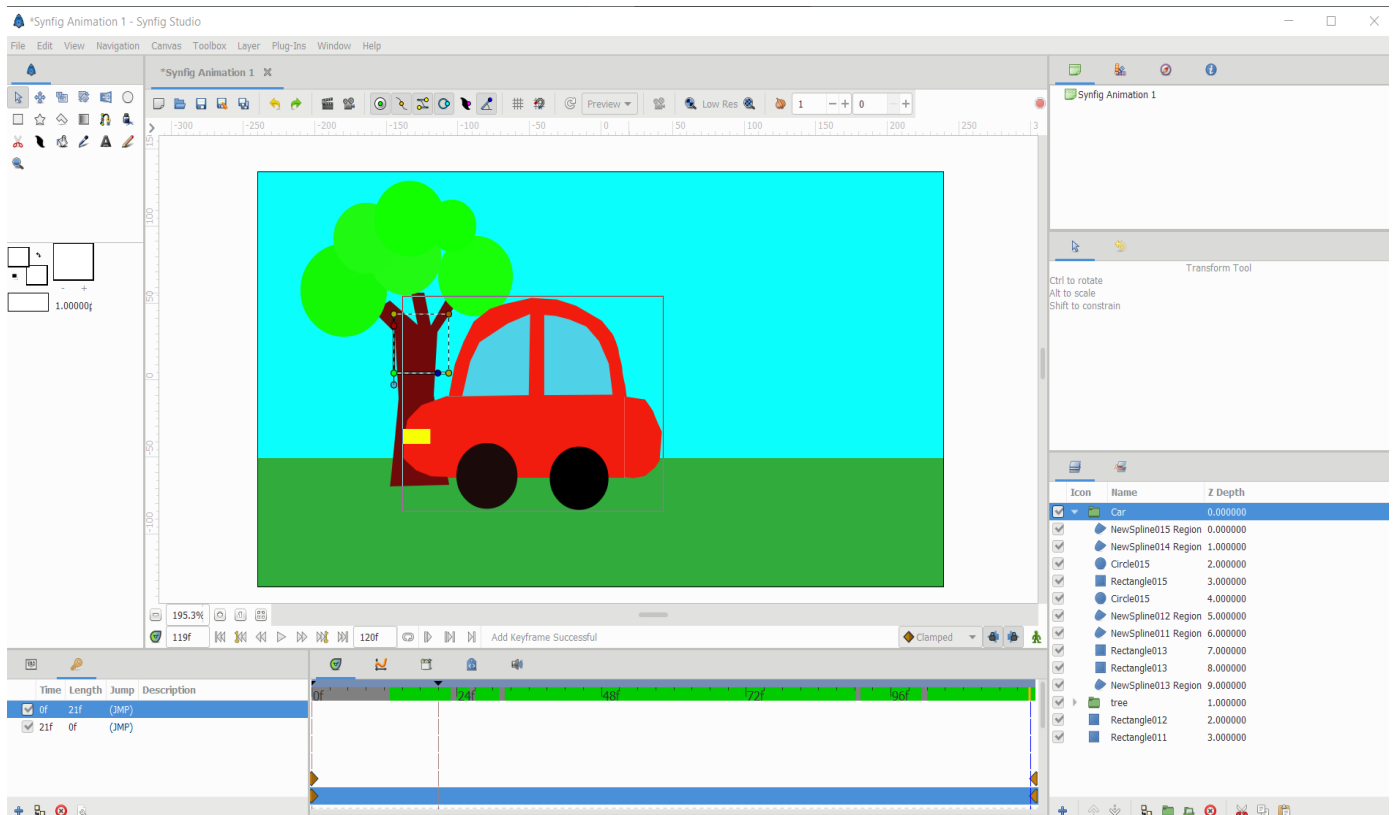 *Synfig Animation 1 - Synfig Studio
File Edit View Navigation Canvas Toolbox Layer Plug-Ins Window Help
*Synfig Animation 1
Preview Low Res 1 - + 0 - +
-300 -250 -200 -150 -100 -50 0 50 100 150 200 250 3
100
50
0
-50
-100
1.00000
195.3%
119f 120f Add Keyframe Successful Clamped
Time Length Jump Description
0f 21f (JMP)
21f 0f (JMP)
0f 24f 48f 72f 96f
Synfig Animation 1
Transform Tool
Ctrl to rotate
Alt to scale
Shift to constrain
Icon Name Z Depth
Car 0.000000
NewSpline015 Region 0.000000
NewSpline014 Region 1.000000
Circle015 2.000000
Rectangle015 3.000000
Circle015 4.000000
NewSpline012 Region 5.000000
NewSpline011 Region 6.000000
Rectangle013 7.000000
Rectangle013 8.000000
NewSpline013 Region 9.000000
tree 1.000000
Rectangle012 2.000000
Rectangle011 3.000000